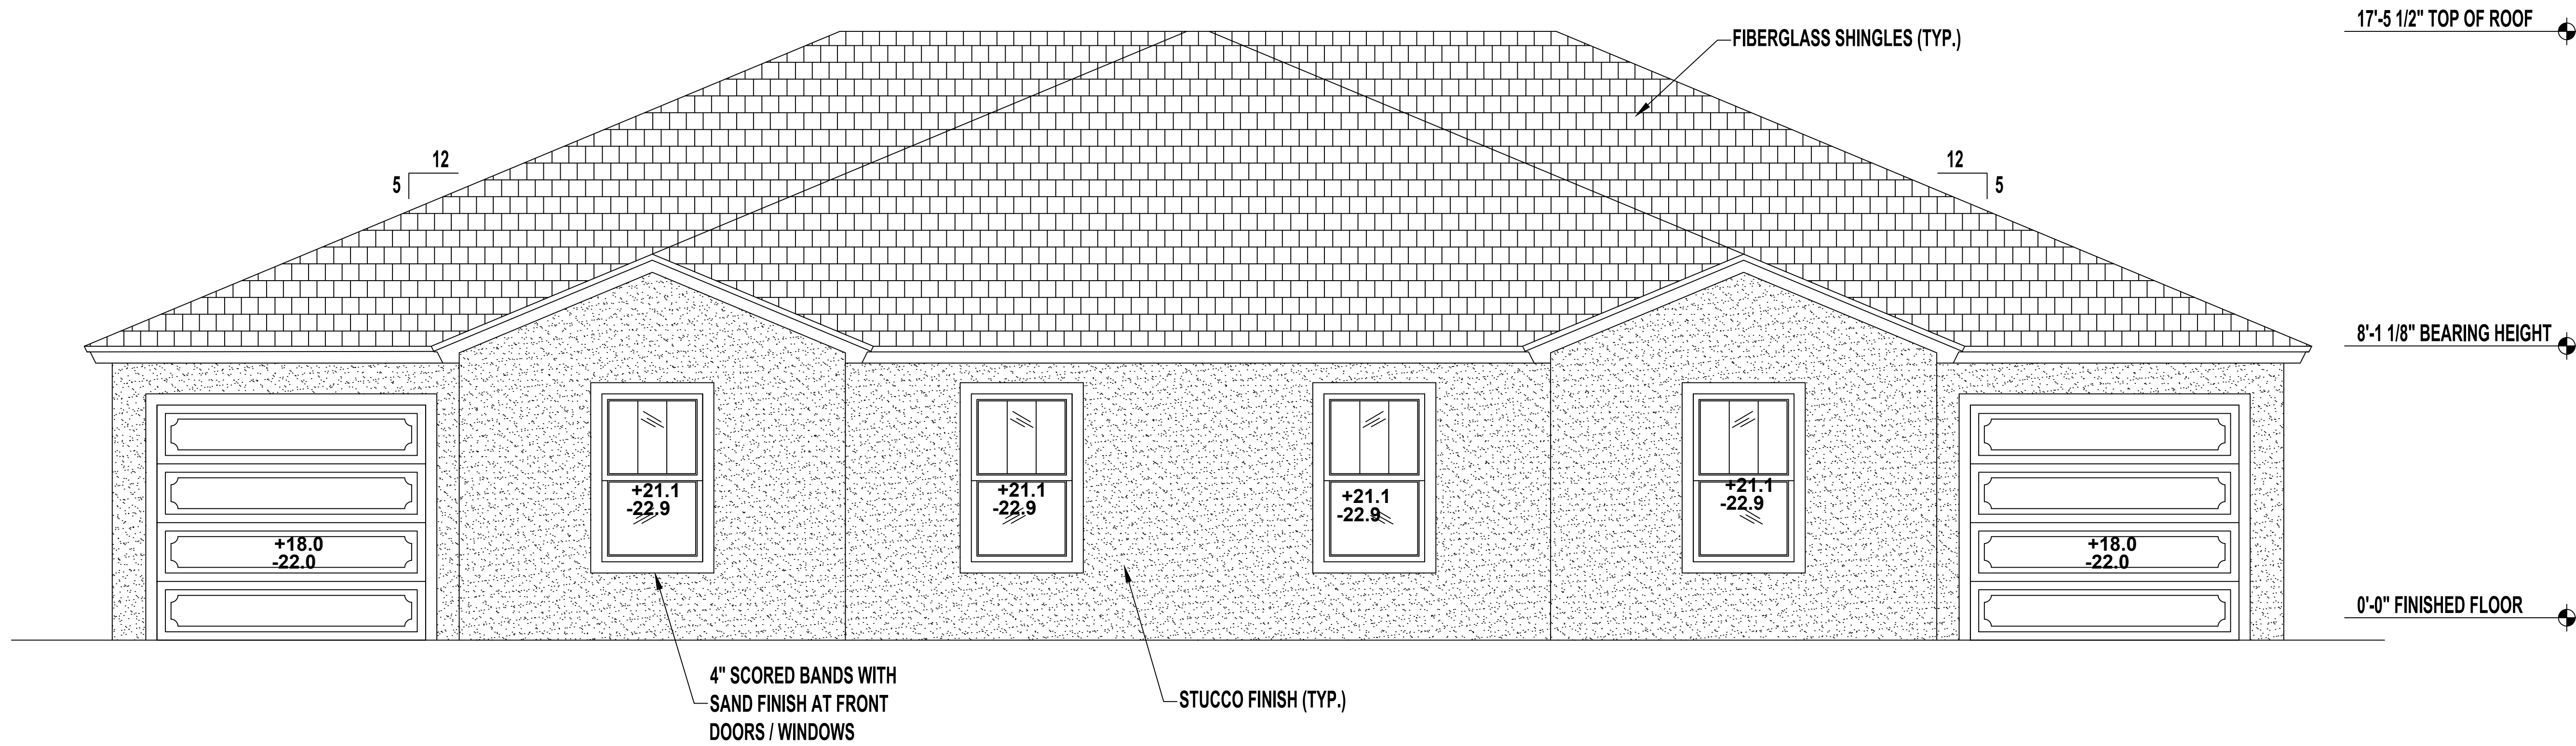 17'-5 1/2" TOP OF ROOF
FIBERGLASS SHINGLES (TYP.)
12
5
12
5
8'-1 1/8" BEARING HEIGHT
+21.1
-22.9
+21.1
-22.9
+21.1
-22.9
+21.1
-22.9
+18.0
-22.0
+18.0
-22.0
0'-0" FINISHED FLOOR
4" SCORED BANDS WITH
SAND FINISH AT FRONT
DOORS / WINDOWS
STUCCO FINISH (TYP.)